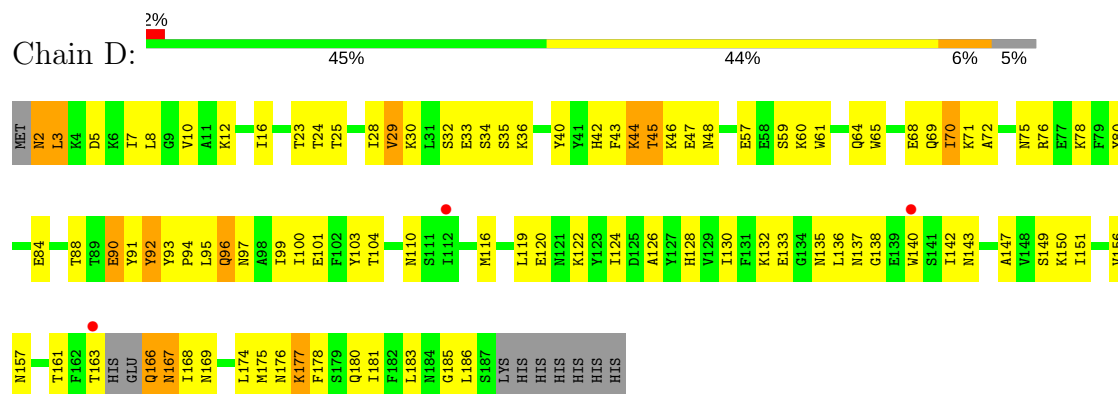 2%
Chain D:
45% 44% 6% 5%
MET N2 L3 K4 D5 K6 I7 L8 G9 V10 A11 K12 I16 T23 T24 T25 I28 V29 K30 L31 S32 E33 S34 S35 K36 Y40 Y41 H42 F43 K44 T45 K46 E47 N48 E57 E58 S59 K60 W61 Q64 W65 E68 Q69 I70 K71 A72 N75 R76 E77 K78 F79 Y80
E84 T88 T89 E90 Y91 Y92 Y93 P94 L95 Q96 N97 A98 I99 I100 E101 F102 Y103 T104 N110 S111 I112 M116 L119 E120 N121 K122 Y123 I124 D125 A126 Y127 H128 V129 I130 F131 K132 E133 G134 N135 L136 N137 G138 E139 W140 S141 I142 N143 A147 V148 S149 K150 I151 V156
N157 T161 F162 T163 HIS GLU Q166 N167 I168 N169 L174 M175 N176 K177 F178 S179 Q180 I181 F182 L183 N184 G185 L186 S187 LYS HIS HIS HIS HIS HIS HIS